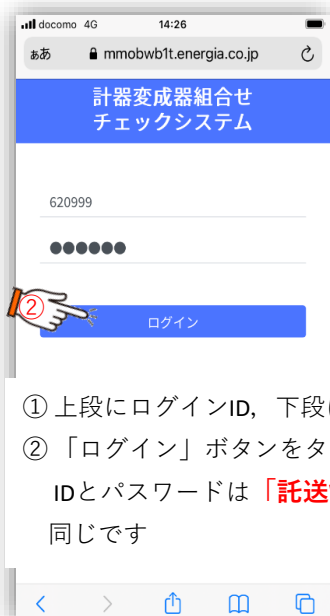 docomo 4G 14:26
ぁあ mmobwb1t.energia.co.jp
計器変成器組合せ
チェックシステム
620999
●●●●●●
②
ログイン
① 上段にログインID, 下段
② 「ログイン」ボタンをタ
IDとパスワードは「託送
同じです